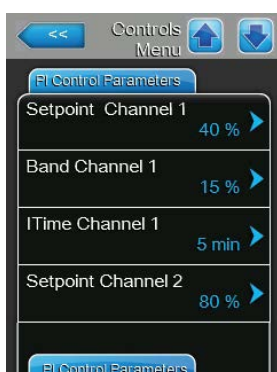 <<
Controls
Menu
PI Control Parameters
Setpoint Channel 1
40 %
Band Channel 1
15 %
ITime Channel 1
5 min
Setpoint Channel 2
80 %
PI Control Parameters